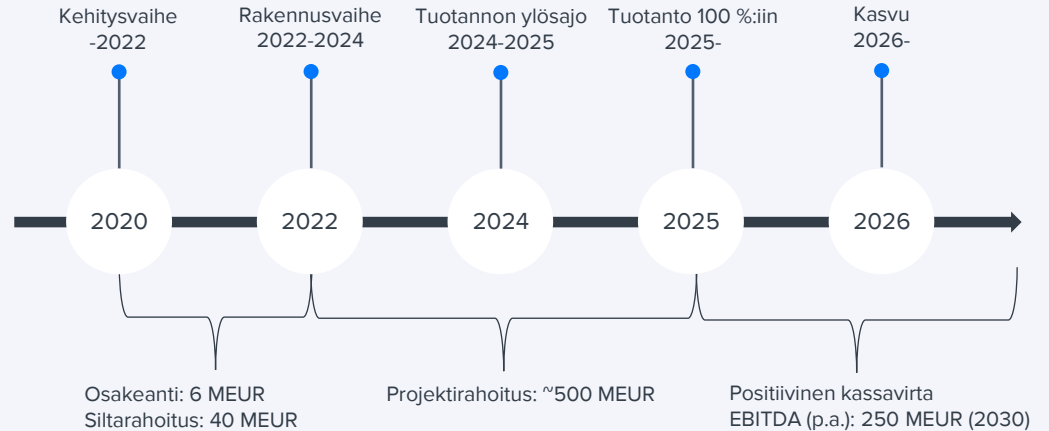 Kehitysvaihe
-2022
Rakennusvaihe
2022-2024
Tuotannon ylösajo
2024-2025
Tuotanto 100 %:iin
2025-
Kasvu
2026-
2020
2022
2024
2025
2026
Osakeanti: 6 MEUR
Siltarahoitus: 40 MEUR
Projektirahoitus: ~500 MEUR
Positiivinen kassavirta
EBITDA (p.a.): 250 MEUR (2030)